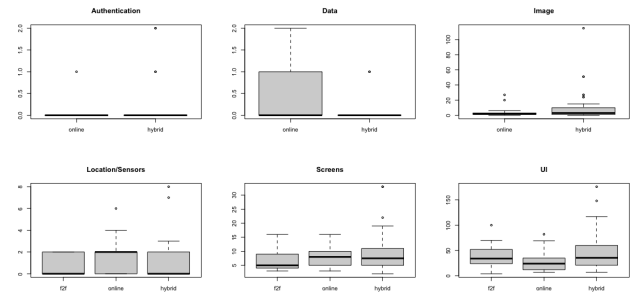 Authentication
0.0 0.5 1.0 1.5 2.0
online hybrid
Data
0.0 0.5 1.0 1.5 2.0
online hybrid
Image
0 20 40 60 80 100
online hybrid
Location/Sensors
0 2 4 6 8
f2f online hybrid
Screens
5 10 15 20 25 30
f2f online hybrid
UI
0 50 100 150
f2f online hybrid